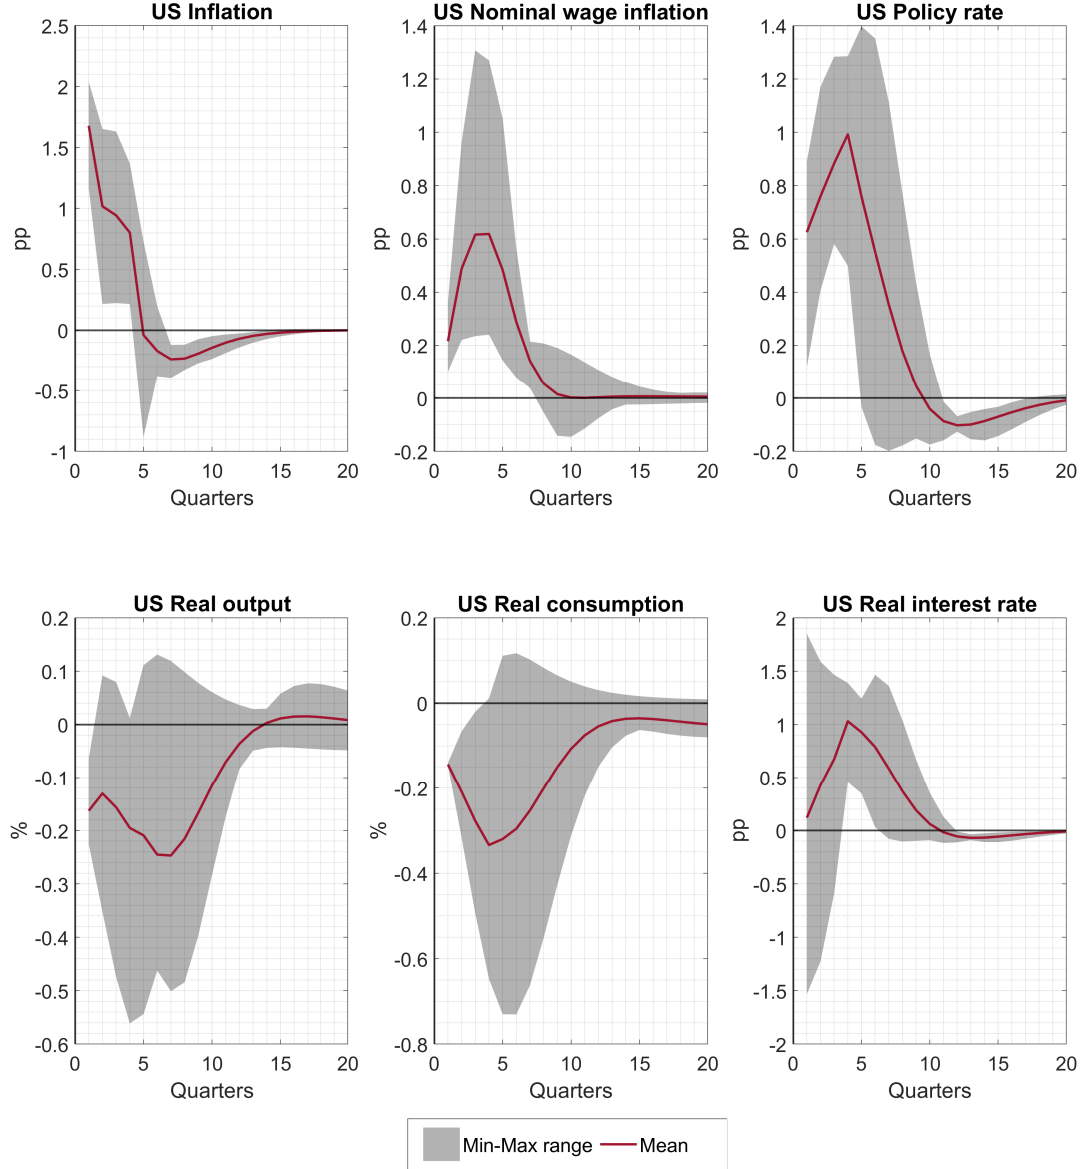 US Inflation
2.5
2
1.5
1
0.5
0
-0.5
-1
pp
0 5 10 15 20
Quarters
US Nominal wage inflation
1.4
1.2
1
0.8
0.6
0.4
0.2
0
-0.2
pp
0 5 10 15 20
Quarters
US Policy rate
1.4
1.2
1
0.8
0.6
0.4
0.2
0
-0.2
pp
0 5 10 15 20
Quarters
US Real output
0.2
0.1
0
-0.1
-0.2
-0.3
-0.4
-0.5
-0.6
%
0 5 10 15 20
Quarters
US Real consumption
0.2
0
-0.2
-0.4
-0.6
-0.8
%
0 5 10 15 20
Quarters
US Real interest rate
2
1.5
1
0.5
0
-0.5
-1
-1.5
-2
pp
0 5 10 15 20
Quarters
Min-Max range Mean